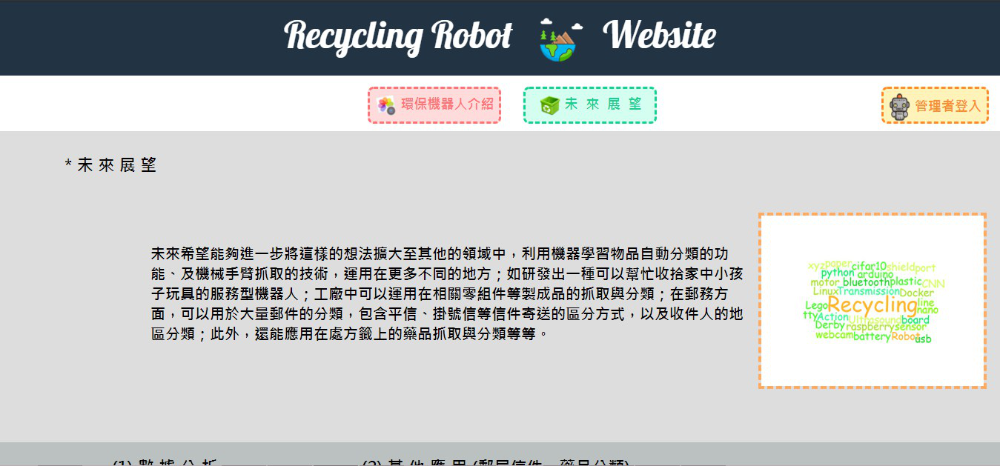 Recycling Robot Website
環保機器人介紹
未 來 展 望
管理者登入
* 未 來 展 望
未來希望能夠進一步將這樣的想法擴大至其他的領域中，利用機器學習物品自動分類的功
能、及機械手臂抓取的技術，運用在更多不同的地方；如研發出一種可以幫忙收拾家中小孩
子玩具的服務型機器人；工廠中可以運用在相關零組件等製成品的抓取與分類；在郵務方
面，可以用於大量郵件的分類，包含平信、掛號信等信件寄送的區分方式，以及收件人的地
區分類；此外，還能應用在處方籤上的藥品抓取與分類等等。
xyz paper cifar10 shield port
python arduino
motor bluetooth plastic CNN
Linux Transmission Docker
Lego Recycling line
tty Action Ultrasound board nano
Derby raspberry sensor
webcam battery Robot usb
(1) 數 據 分 析
(2) 其 他 應 用 (郵局信件、藥品分類)